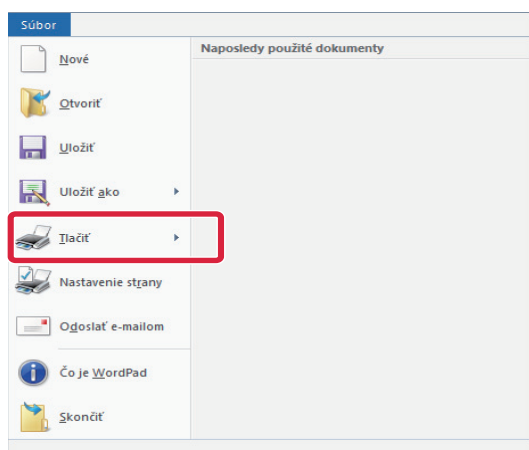 Súbor
Naposledy použité dokumenty
Nové
Otvoriť
Uložiť
Uložiť ako
Tlačiť
Nastavenie strany
Odoslať e-mailom
Čo je WordPad
Skončiť